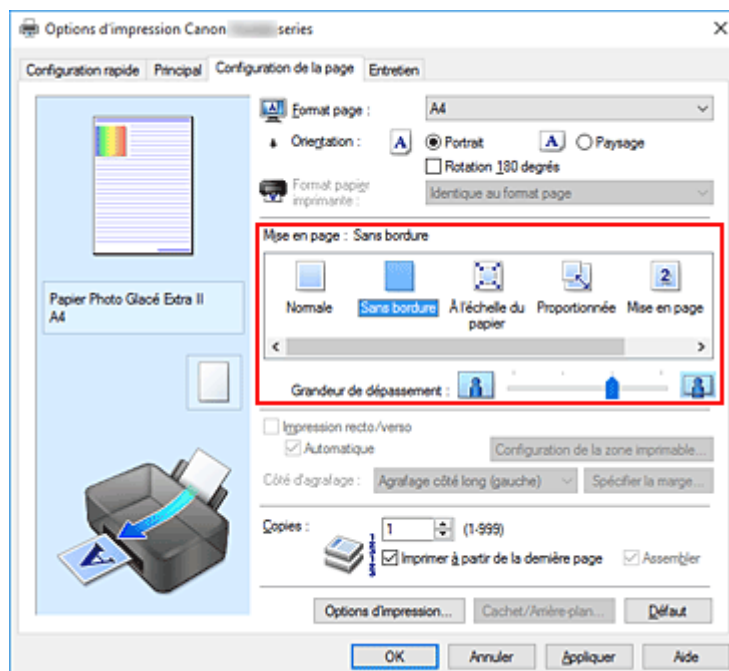 Options d'impression Canon series
Configuration rapide Principal Configuration de la page Entretien
Format page : A4
Orientation : A Portrait A Paysage
Rotation 180 degrés
Format papier imprimante : Identique au format page
Mise en page : Sans bordure
Normale Sans bordure À l'échelle du papier Proportionnée Mise en page
Grandeur de dépassement :
Papier Photo Glacé Extra II
A4
Impression recto/verso
Automatique Configuration de la zone imprimable...
Côté d'agrafage : Agrafage côté long (gauche) Spécifier la marge...
Copies : 1 (1-999)
Imprimer à partir de la dernière page Assembler
Options d'impression... Cachet/Arrière-plan... Défaut
OK Annuler Appliquer Aide